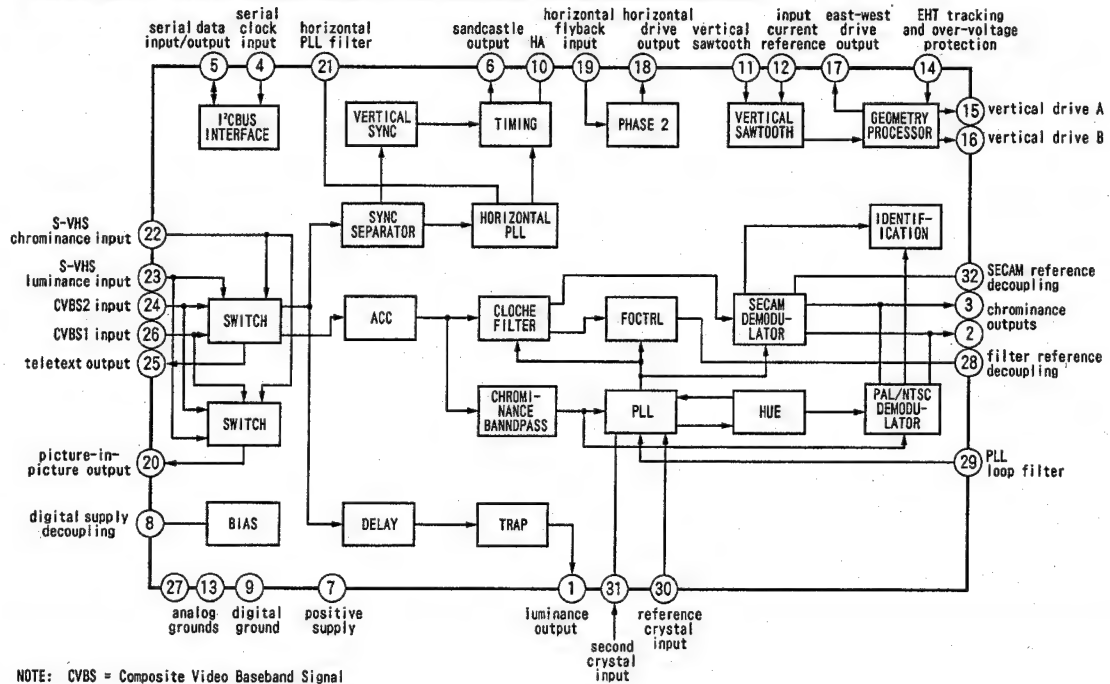 serial data
input/output
serial
clock
input
horizontal
PLL filter
sandcastle
output
HA
horizontal
flyback
input
horizontal
drive
output
vertical
sawtooth
input
current
reference
east-west
drive
output
EHT tracking
and over-voltage
protection
5
4
21
6
10
19
18
11
12
17
14
I²CBUS
INTERFACE
VERTICAL
SYNC
TIMING
PHASE 2
VERTICAL
SAWTOOTH
GEOMETRY
PROCESSOR
15
vertical drive A
16
vertical drive B
SYNC
SEPARATOR
HORIZONTAL
PLL
IDENTIF-
ICATION
S-VHS
chrominance input
22
S-VHS
luminance input
23
CVBS2 input
24
CVBS1 input
26
teletext output
25
SWITCH
ACC
CLOCHE
FILTER
FOCTRL
SECAM
DEMODU-
LATOR
32
SECAM reference
decoupling
3
chrominance
outputs
2
28
filter reference
decoupling
SWITCH
CHROMI-
NANCE
BANNDPASS
PLL
HUE
PAL/NTSC
DEMODU-
LATOR
picture-in-
picture output
20
29
PLL
loop filter
digital supply
decoupling
8
BIAS
DELAY
TRAP
27
13
9
7
1
31
30
analog
grounds
digital
ground
positive
supply
luminance
output
second
crystal
input
reference
crystal
input
NOTE: CVBS = Composite Video Baseband Signal